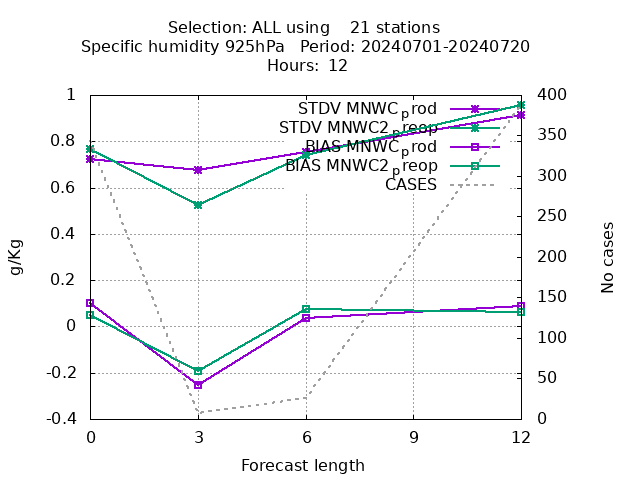 Selection: ALL using 21 stations
Specific humidity 925hPa Period: 20240701-20240720
Hours: 12
1
0.8
0.6
0.4
0.2
0
-0.2
-0.4
400
350
300
250
200
150
100
50
0
STDV MNWC_prod
STDV MNWC2_preop
BIAS MNWC_prod
BIAS MNWC2_preop
CASES
g/Kg
No cases
0 3 6 9 12
Forecast length